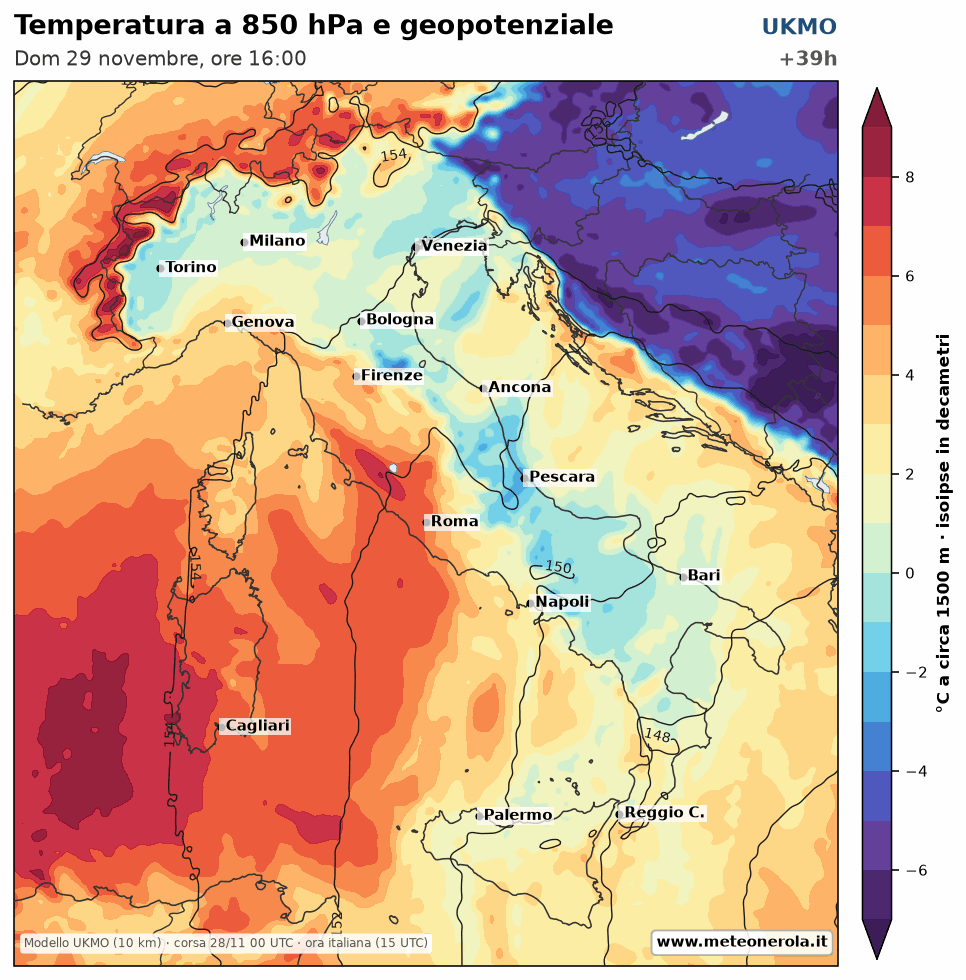 Temperatura a 850 hPa e geopotenziale
UKMO
Dom 29 novembre, ore 16:00
+39h
154
Milano
Venezia
Torino
Genova
Bologna
Firenze
Ancona
Pescara
Roma
154
150
Bari
Napoli
Cagliari
154
148
Palermo
Reggio C.
152
Modello UKMO (10 km) · corsa 28/11 00 UTC · ora italiana (15 UTC)
www.meteonerola.it
8
6
4
2
0
−2
−4
−6
°C a circa 1500 m · isoipse in decametri